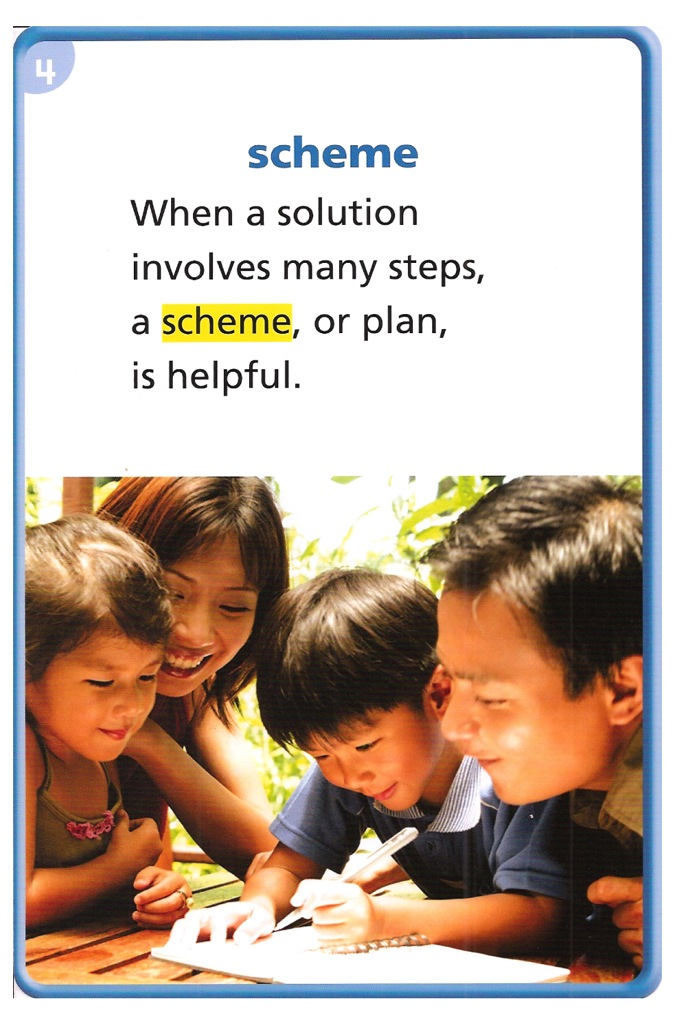 4
scheme
When a solution
involves many steps,
a scheme, or plan,
is helpful.